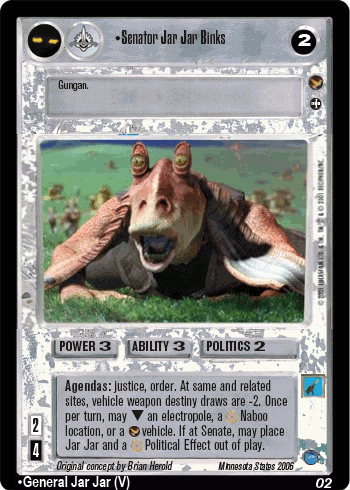 •Senator Jar Jar Binks
2
Gungan.
POWER 3
ABILITY 3
POLITICS 2
Agendas: justice, order. At same and related
sites, vehicle weapon destiny draws are -2. Once
per turn, may ▼ an electropole, a Naboo
location, or a vehicle. If at Senate, may place
Jar Jar and a Political Effect out of play.
2
4
Original concept by Brian Herold
Minnesota States 2006
•General Jar Jar (V)
02